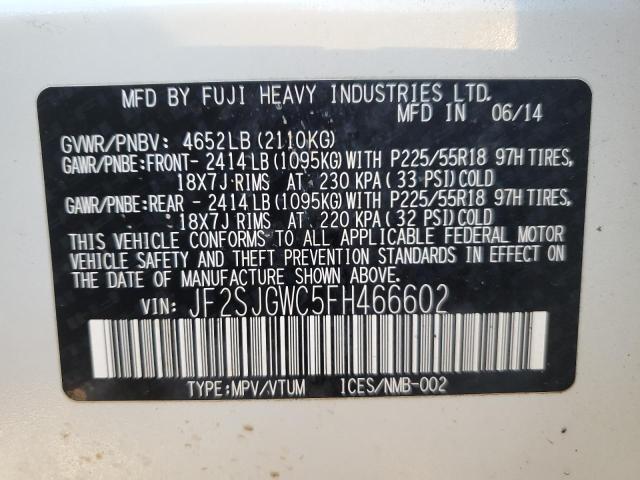 MFD BY FUJI HEAVY INDUSTRIES LTD.
MFD IN 06/14
GVWR/PNBV: 4652LB (2110KG)
GAWR/PNBE:FRONT- 2414 LB (1095KG) WITH P225/55R18 97H TIRES,
18X7J RIMS AT 230 KPA (33 PSI) COLD
GAWR/PNBE:REAR - 2414 LB (1095KG) WITH P225/55R18 97H TIRES,
18X7J RIMS AT 220 KPA (32 PSI) COLD
THIS VEHICLE CONFORMS TO ALL APPLICABLE FEDERAL MOTOR
VEHICLE SAFETY AND THEFT PREVENTION STANDARDS IN EFFECT
ON THE DATE OF MANUFACTURE SHOWN ABOVE.
VIN: JF2SJGWC5FH466602
TYPE:MPV/VTUM ICES/NMB-002